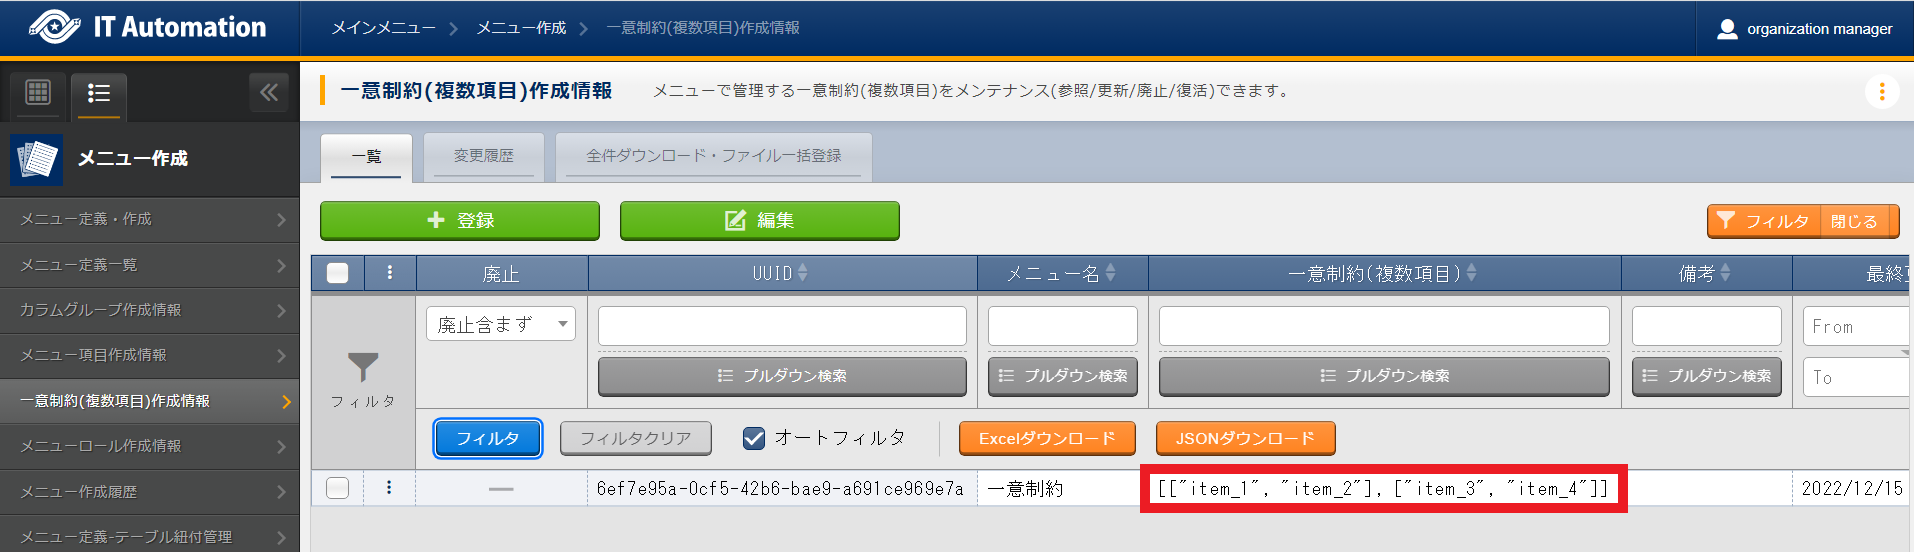 IT Automation
メインメニュー
メニュー作成
一意制約(複数項目)作成情報
organization manager
メニュー作成
メニュー定義・作成
メニュー定義一覧
カラムグループ作成情報
メニュー項目作成情報
一意制約(複数項目)作成情報
メニューロール作成情報
メニュー作成履歴
メニュー定義-テーブル紐付管理
一意制約(複数項目)作成情報
メニューで管理する一意制約(複数項目)をメンテナンス(参照/更新/廃止/復活)できます。
一覧
変更履歴
全件ダウンロード・ファイル一括登録
登録
編集
フィルタ
閉じる
廃止
UUID
メニュー名
一意制約(複数項目)
備考
最終
フィルタ
廃止含まず
From
プルダウン検索
プルダウン検索
プルダウン検索
プルダウン検索
To
フィルタ
フィルタクリア
オートフィルタ
Excelダウンロード
JSONダウンロード
6ef7e95a-0cf5-42b6-bae9-a691ce969e7a
一意制約
[["item_1", "item_2"], ["item_3", "item_4"]]
2022/12/15